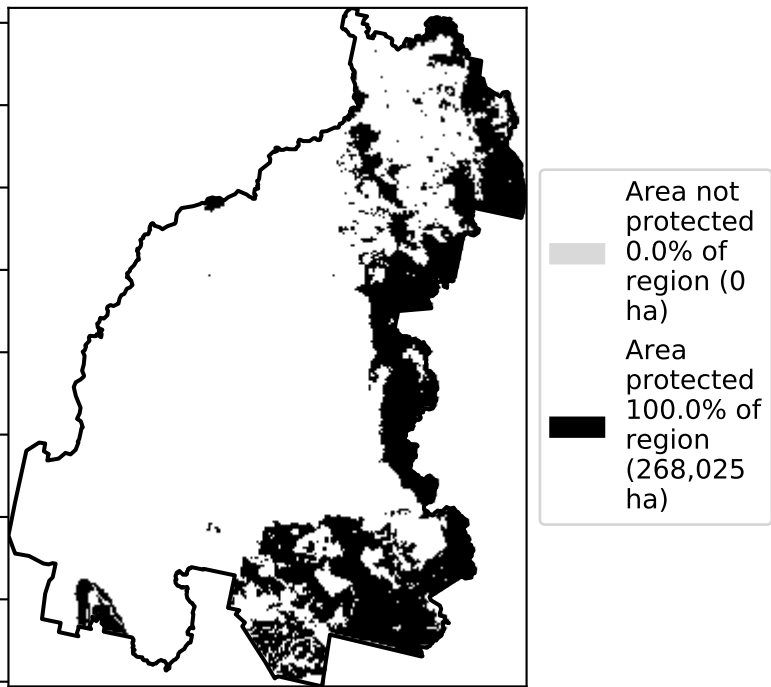 Area not
protected
0.0% of
region (0
ha)
Area
protected
100.0% of
region
(268,025
ha)